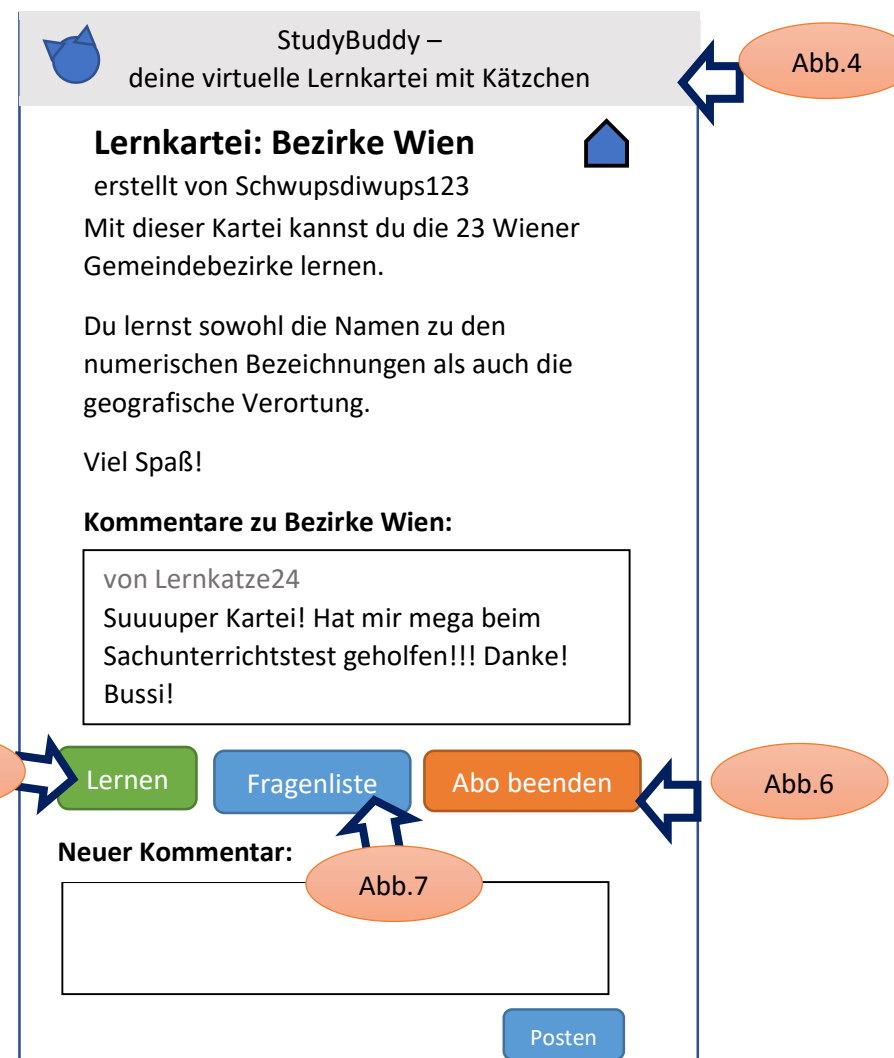 StudyBuddy –
deine virtuelle Lernkartei mit Kätzchen
Abb.4
Lernkartei: Bezirke Wien
erstellt von Schwupsdiwups123
Mit dieser Kartei kannst du die 23 Wiener
Gemeindebezirke lernen.
Du lernst sowohl die Namen zu den
numerischen Bezeichnungen als auch die
geografische Verortung.
Viel Spaß!
Kommentare zu Bezirke Wien:
von Lernkatze24
Suuuuper Kartei! Hat mir mega beim
Sachunterrichtstest geholfen!!! Danke!
Bussi!
Lernen
Fragenliste
Abo beenden
Abb.6
Neuer Kommentar:
Abb.7
Posten